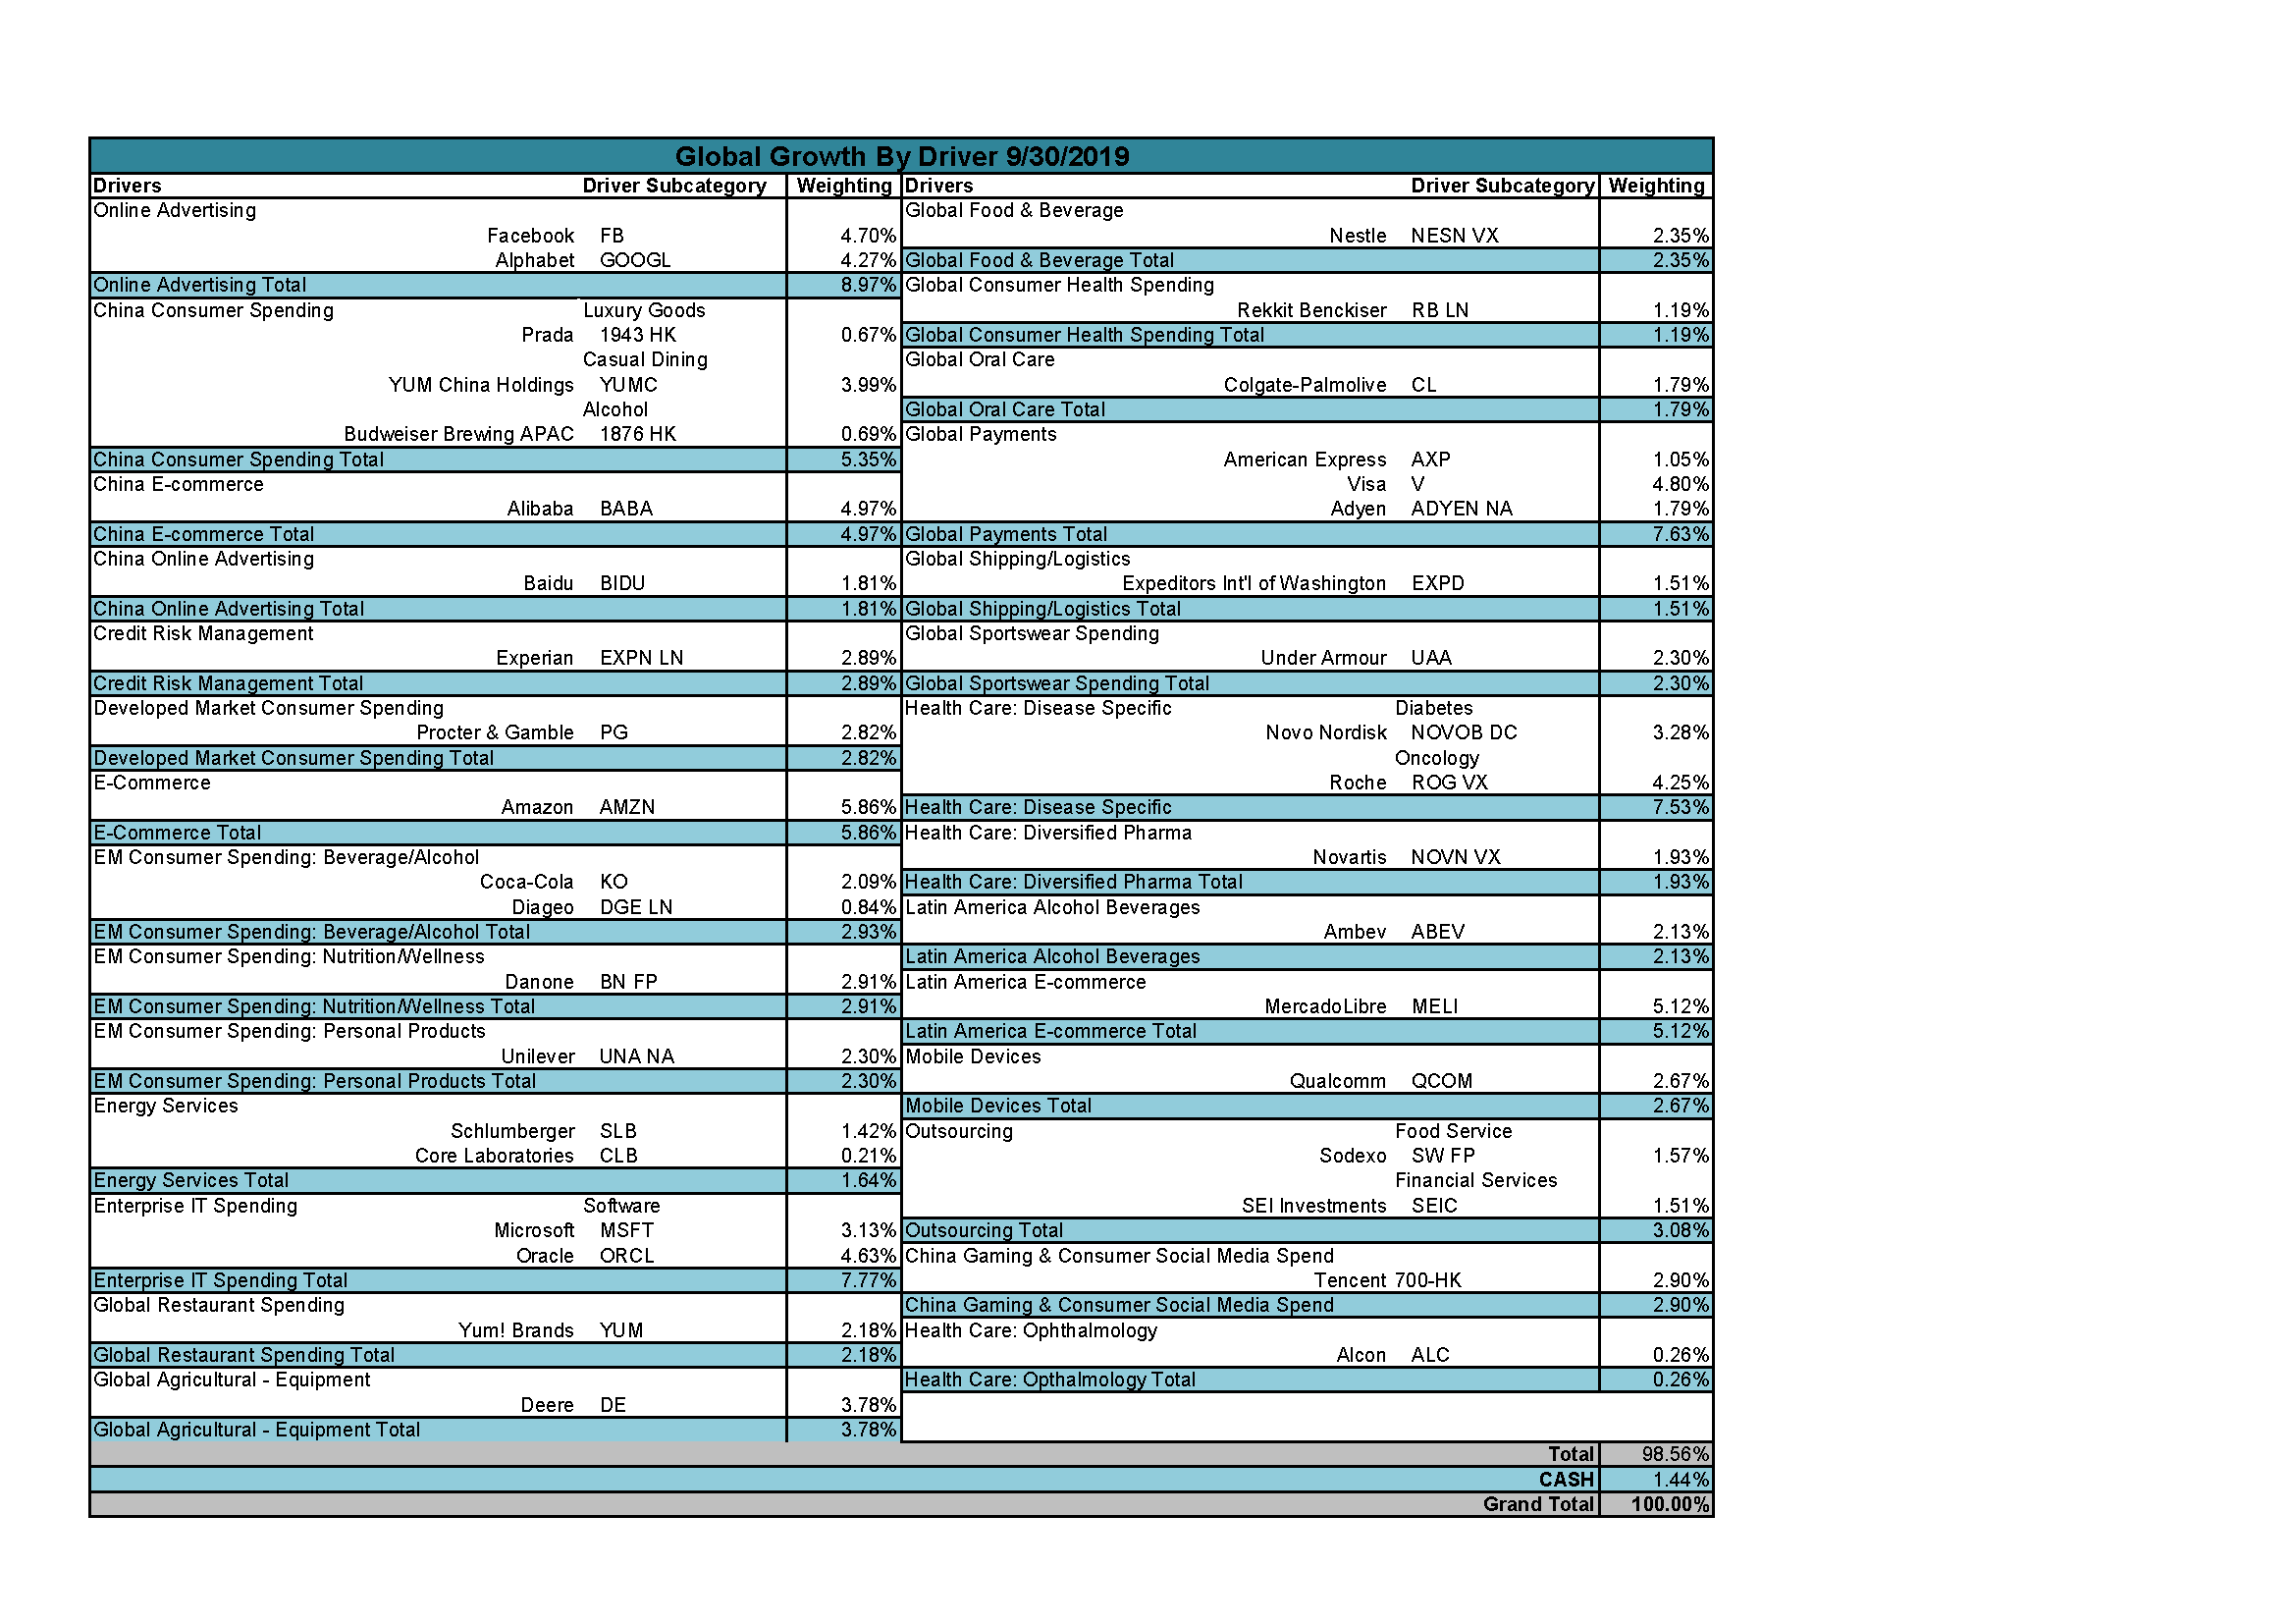 Global Growth By Driver 9/30/2019
Drivers Driver Subcategory Weighting
Online Advertising
Facebook FB 4.70%
Alphabet GOOGL 4.27%
Online Advertising Total 8.97%
China Consumer Spending Luxury Goods
Prada 1943 HK 0.67%
Casual Dining
YUM China Holdings YUMC 3.99%
Alcohol
Budweiser Brewing APAC 1876 HK 0.69%
China Consumer Spending Total 5.35%
China E-commerce
Alibaba BABA 4.97%
China E-commerce Total 4.97%
China Online Advertising
Baidu BIDU 1.81%
China Online Advertising Total 1.81%
Credit Risk Management
Experian EXPN LN 2.89%
Credit Risk Management Total 2.89%
Developed Market Consumer Spending
Procter & Gamble PG 2.82%
Developed Market Consumer Spending Total 2.82%
E-Commerce
Amazon AMZN 5.86%
E-Commerce Total 5.86%
EM Consumer Spending: Beverage/Alcohol
Coca-Cola KO 2.09%
Diageo DGE LN 0.84%
EM Consumer Spending: Beverage/Alcohol Total 2.93%
EM Consumer Spending: Nutrition/Wellness
Danone BN FP 2.91%
EM Consumer Spending: Nutrition/Wellness Total 2.91%
EM Consumer Spending: Personal Products
Unilever UNA NA 2.30%
EM Consumer Spending: Personal Products Total 2.30%
Energy Services
Schlumberger SLB 1.42%
Core Laboratories CLB 0.21%
Energy Services Total 1.64%
Enterprise IT Spending Software
Microsoft MSFT 3.13%
Oracle ORCL 4.63%
Enterprise IT Spending Total 7.77%
Global Restaurant Spending
Yum! Brands YUM 2.18%
Global Restaurant Spending Total 2.18%
Global Agricultural - Equipment
Deere DE 3.78%
Global Agricultural - Equipment Total 3.78%
Drivers Driver Subcategory Weighting
Global Food & Beverage
Nestle NESN VX 2.35%
Global Food & Beverage Total 2.35%
Global Consumer Health Spending
Rekkit Benckiser RB LN 1.19%
Global Consumer Health Spending Total 1.19%
Global Oral Care
Colgate-Palmolive CL 1.79%
Global Oral Care Total 1.79%
Global Payments
American Express AXP 1.05%
Visa V 4.80%
Adyen ADYEN NA 1.79%
Global Payments Total 7.63%
Global Shipping/Logistics
Expeditors Int'l of Washington EXPD 1.51%
Global Shipping/Logistics Total 1.51%
Global Sportswear Spending
Under Armour UAA 2.30%
Global Sportswear Spending Total 2.30%
Health Care: Disease Specific Diabetes
Novo Nordisk NOVOB DC 3.28%
Oncology
Roche ROG VX 4.25%
Health Care: Disease Specific 7.53%
Health Care: Diversified Pharma
Novartis NOVN VX 1.93%
Health Care: Diversified Pharma Total 1.93%
Latin America Alcohol Beverages
Ambev ABEV 2.13%
Latin America Alcohol Beverages 2.13%
Latin America E-commerce
MercadoLibre MELI 5.12%
Latin America E-commerce Total 5.12%
Mobile Devices
Qualcomm QCOM 2.67%
Mobile Devices Total 2.67%
Outsourcing Food Service
Sodexo SW FP 1.57%
Financial Services
SEI Investments SEIC 1.51%
Outsourcing Total 3.08%
China Gaming & Consumer Social Media Spend
Tencent 700-HK 2.90%
China Gaming & Consumer Social Media Spend 2.90%
Health Care: Ophthalmology
Alcon ALC 0.26%
Health Care: Opthalmology Total 0.26%
Total 98.56%
CASH 1.44%
Grand Total 100.00%